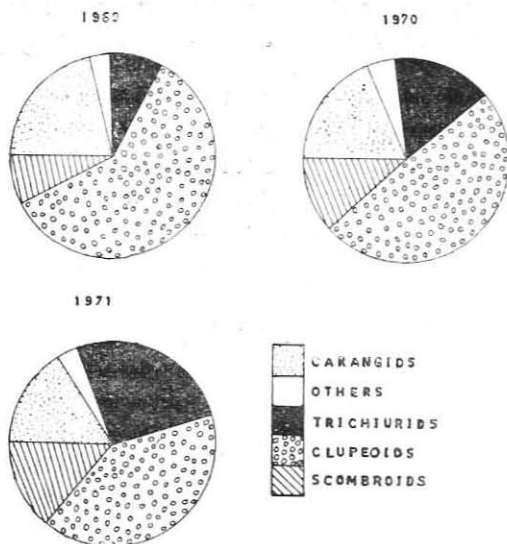 1970
1971
CARANGIDS
OTHERS
TRICHIURIDS
CLUPEOIDS
SCOMBROIDS